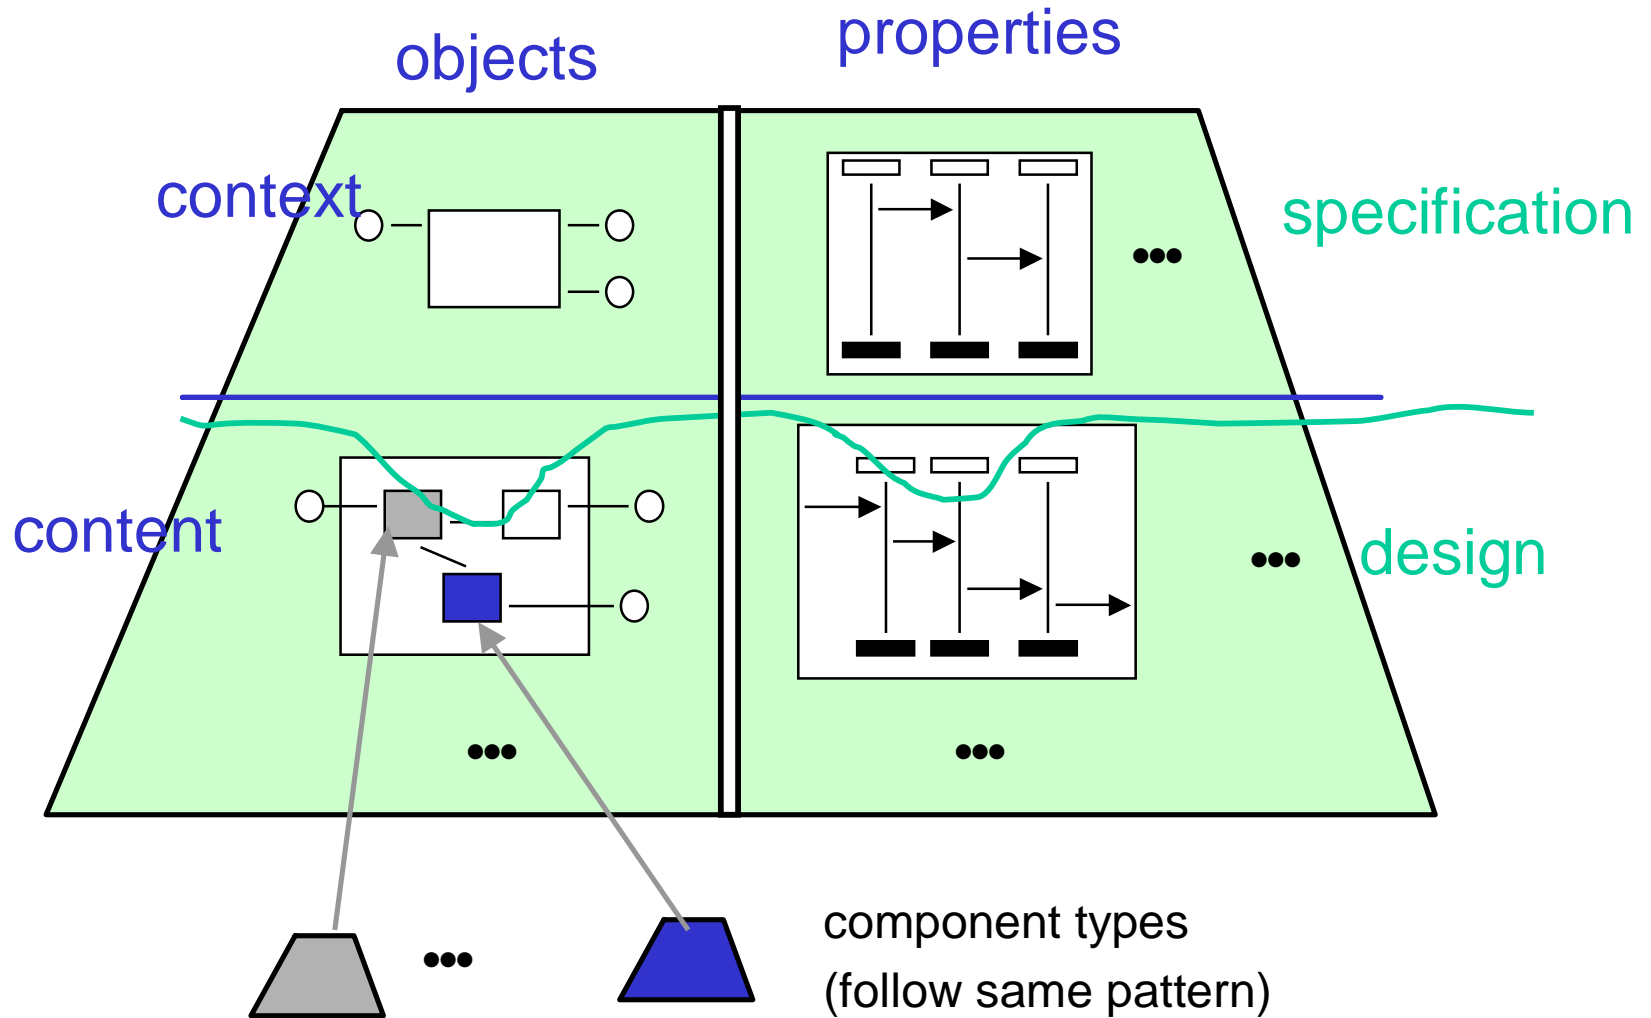 objects
properties
context
specification
content
design
component types
(follow same pattern)